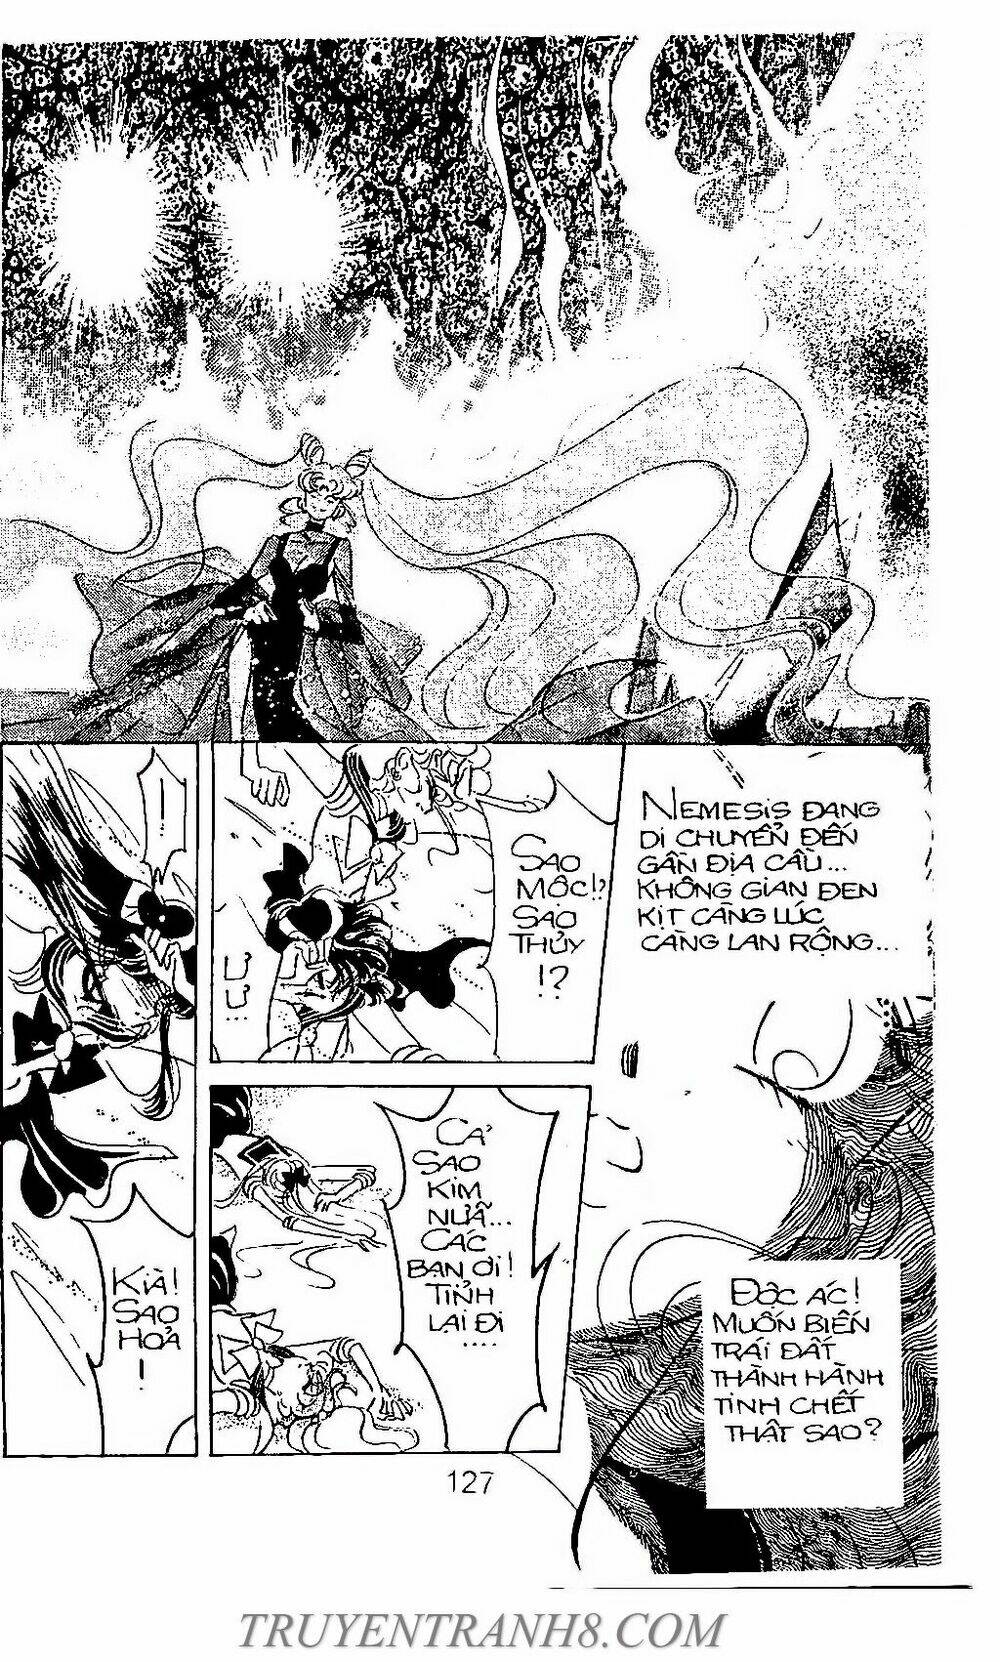 NEMESIS ĐANG
DI CHUYỂN ĐẾN
GẦN ĐỊA CẦU...
KHÔNG GIAN ĐEN
KỊT CÀNG LÚC
CÀNG LAN RỘNG...
ĐỘC ÁC!
MUỐN BIẾN
TRÁI ĐẤT
THÀNH HÀNH
TINH CHẾT
THẬT SAO?
SAO
MỘC!?
SAO
THỦY
!?
Ư
Ư...
CẢ
SAO
KIM
NỮA...
CÁC
BẠN ƠI!
TỈNH
LẠI ĐI
....
KÌA!
SAO
HOẢ
!
127
TRUYENTRANH8.COM